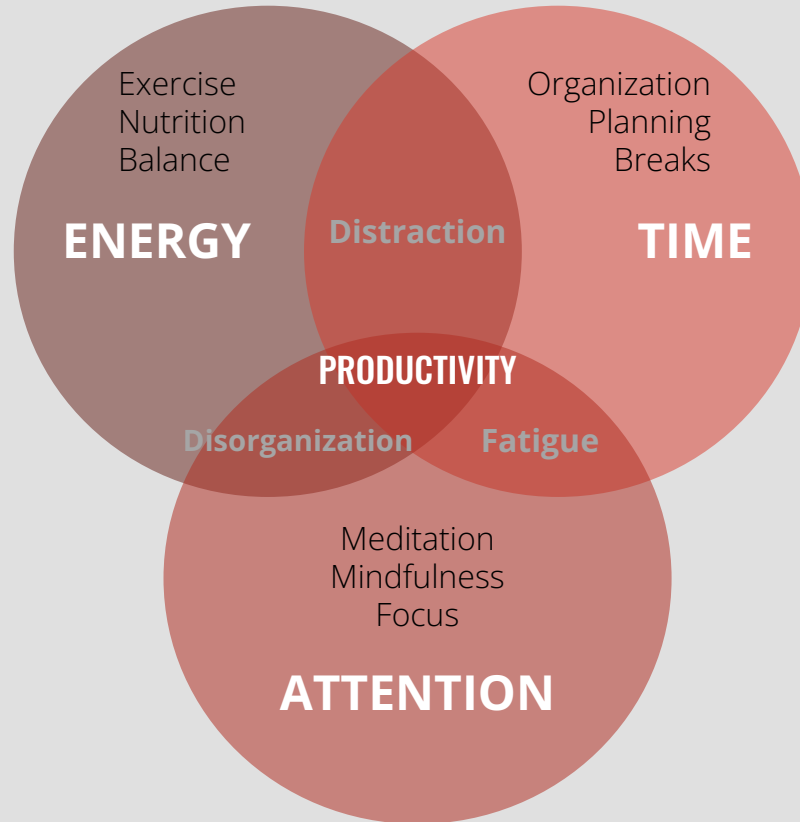 Exercise
Nutrition
Balance
ENERGY
Organization
Planning
Breaks
TIME
Distraction
PRODUCTIVITY
Disorganization
Fatigue
Meditation
Mindfulness
Focus
ATTENTION